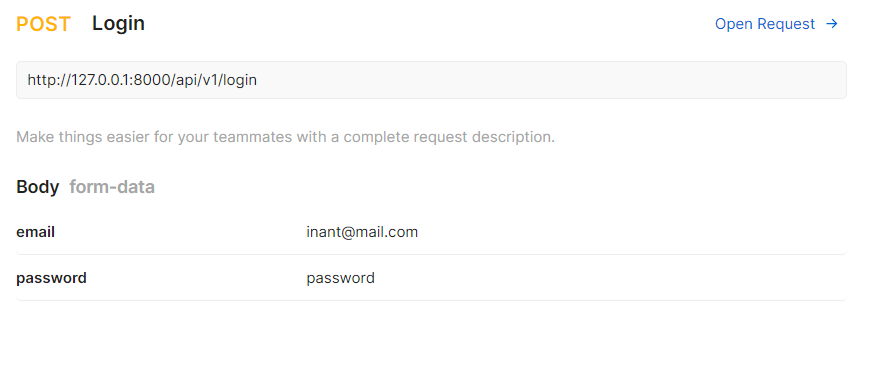 POST Login Open Request →
http://127.0.0.1:8000/api/v1/login
Make things easier for your teammates with a complete request description.
Body form-data
email inant@mail.com
password password